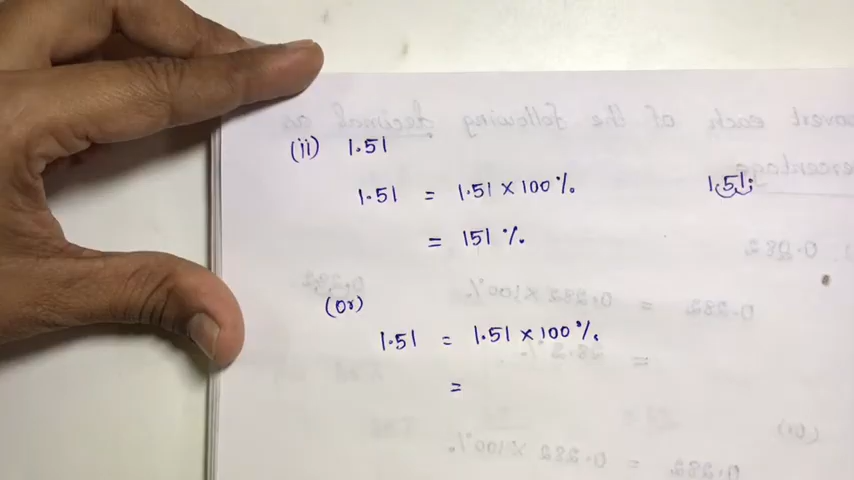 (ii) 1.51
1.51 = 1.51 × 100 %.
1.51.
= 151 %.
(Or)
1.51 = 1.51 × 100 %.
=